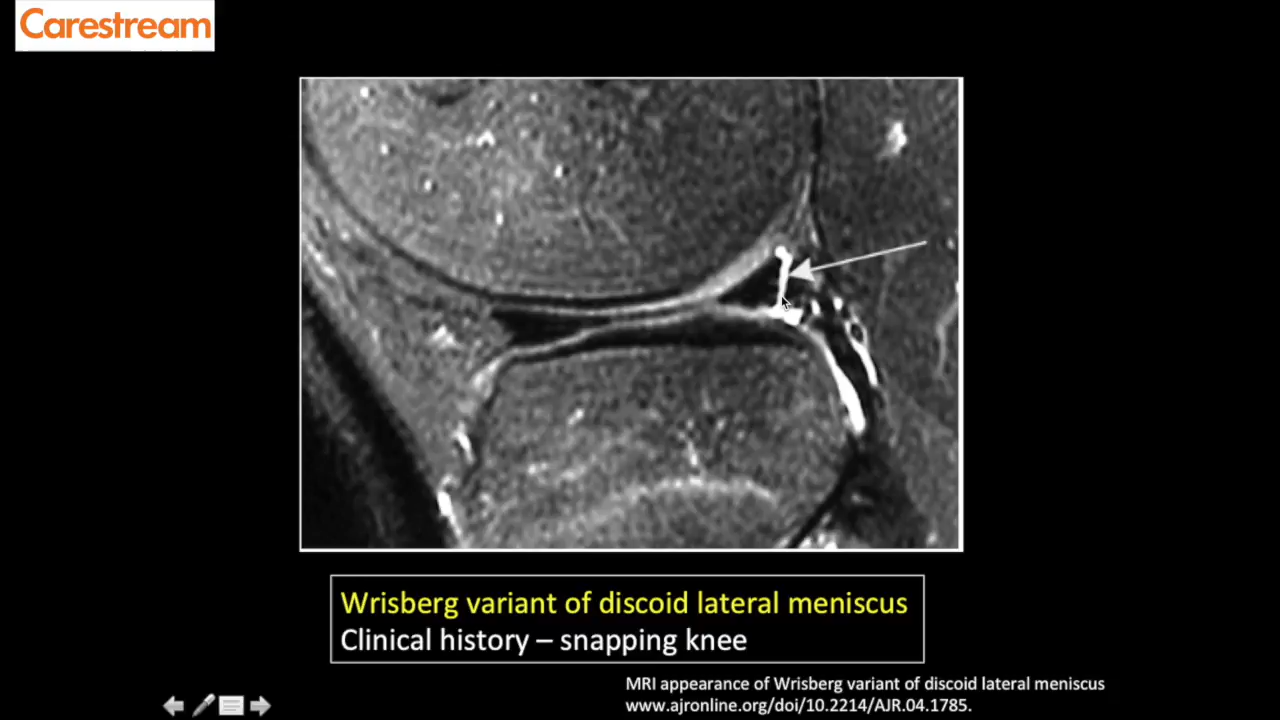 Carestream
Wrisberg variant of discoid lateral meniscus
Clinical history – snapping knee
MRI appearance of Wrisberg variant of discoid lateral meniscus
www.ajronline.org/doi/10.2214/AJR.04.1785.